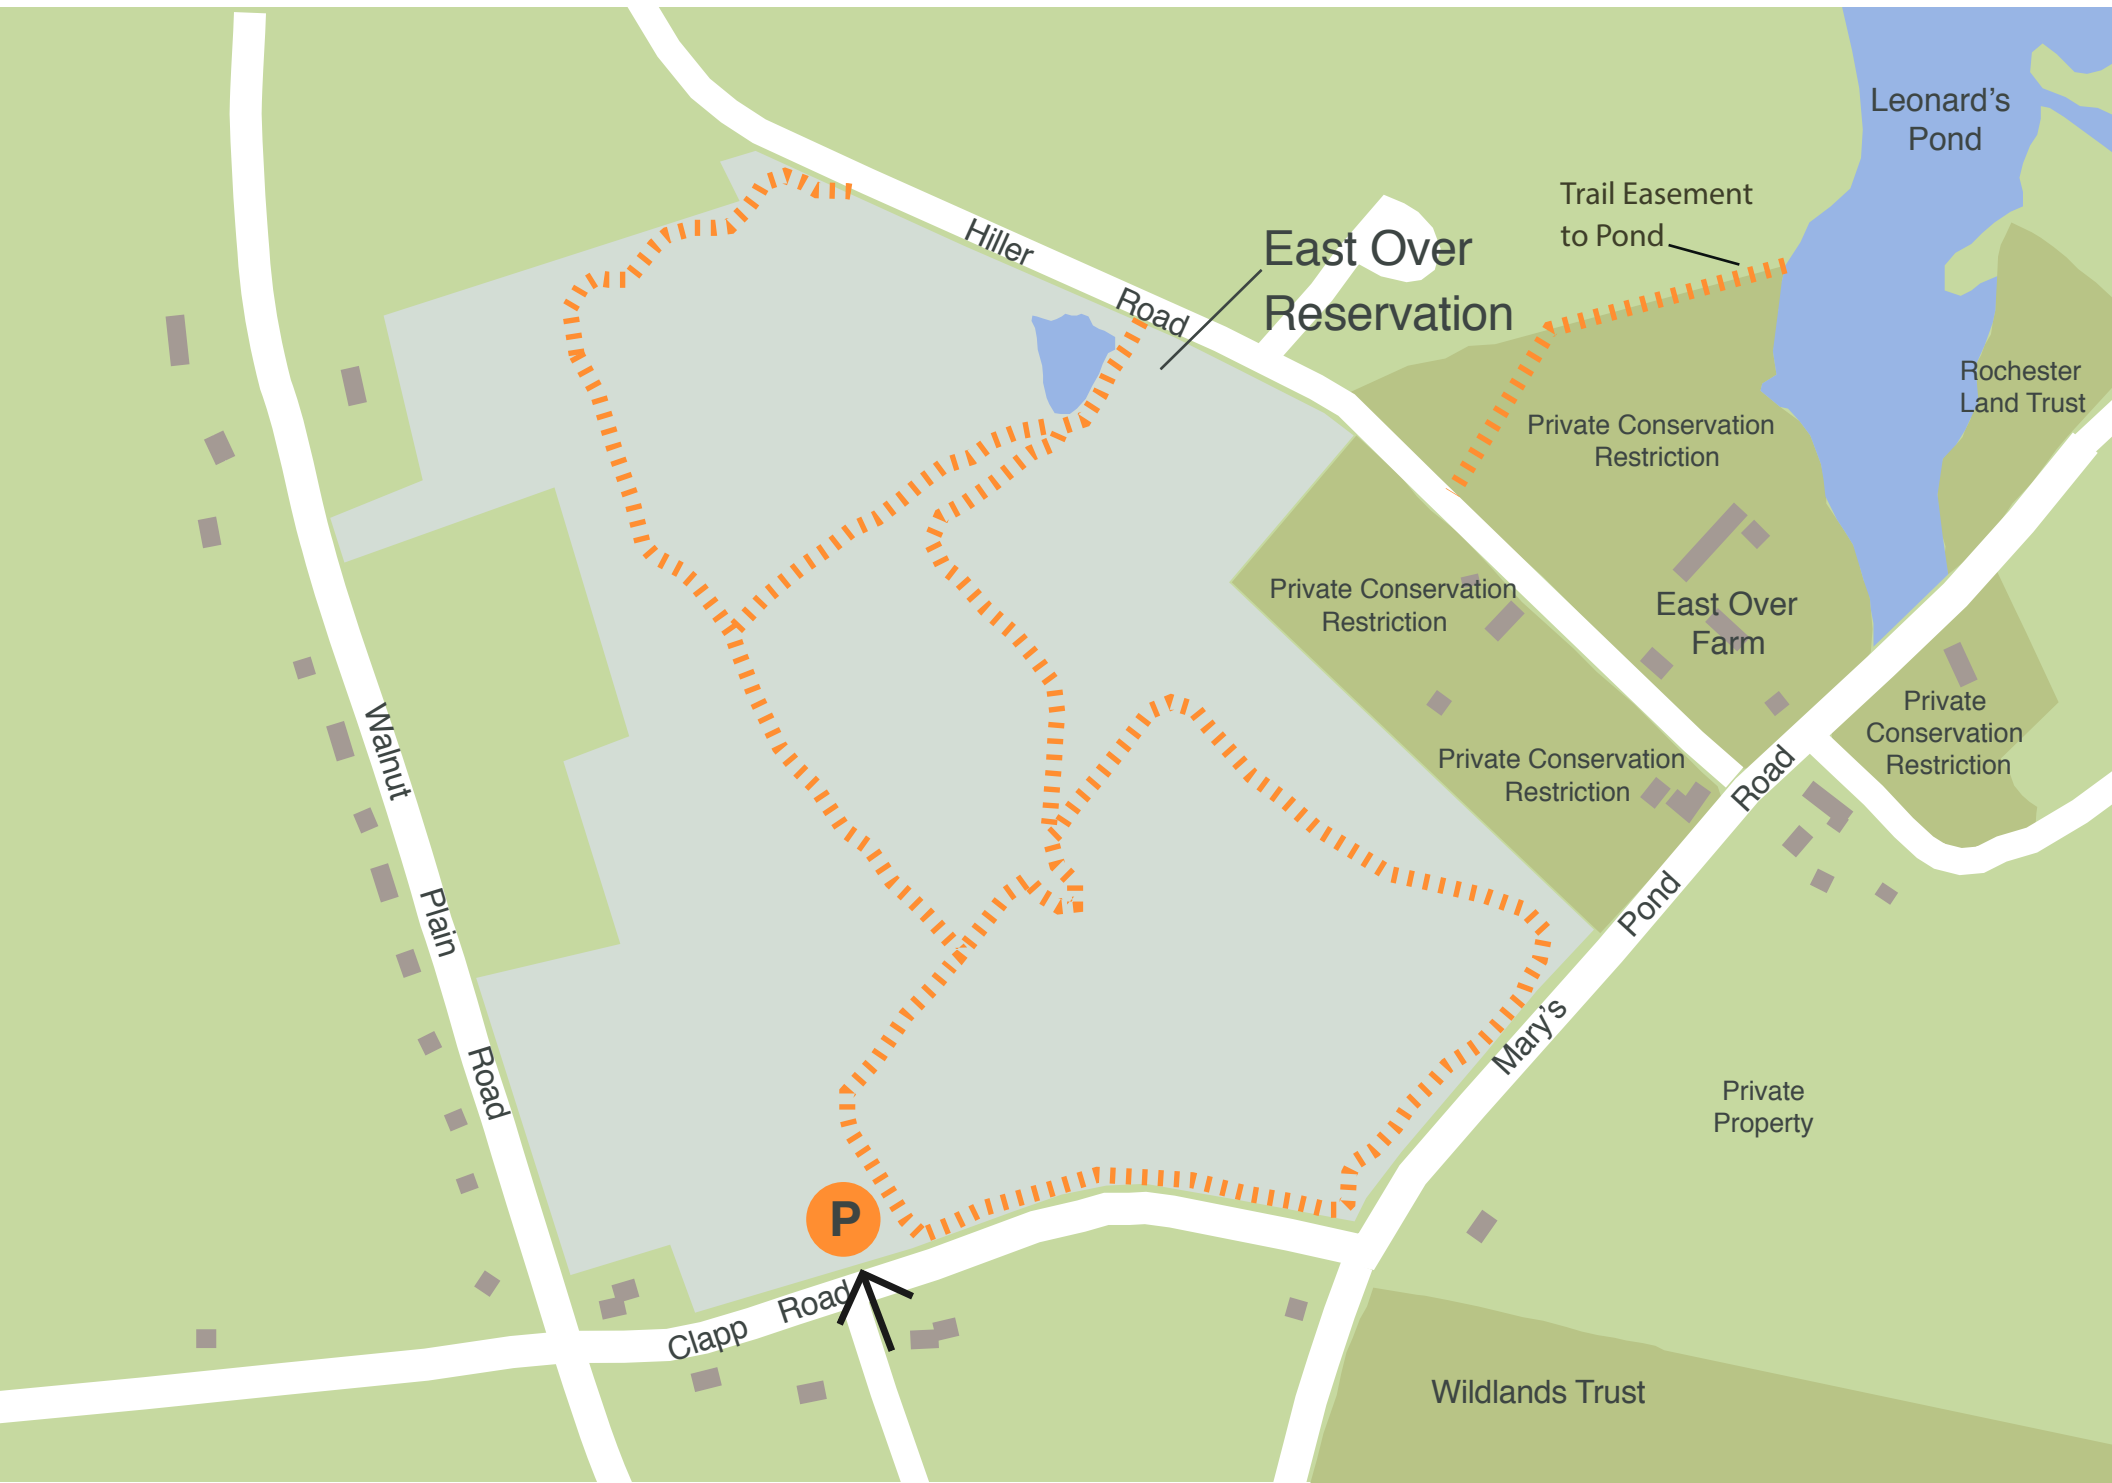 Leonard's
Pond
Trail Easement
to Pond
Hiller
Road
East Over
Reservation
Rochester
Land Trust
Private Conservation
Restriction
Private Conservation
Restriction
East Over
Farm
Walnut
Plain
Road
Private
Conservation
Restriction
Private Conservation
Restriction
Mary's
Pond
Road
Private
Property
P
Clapp
Road
Wildlands Trust